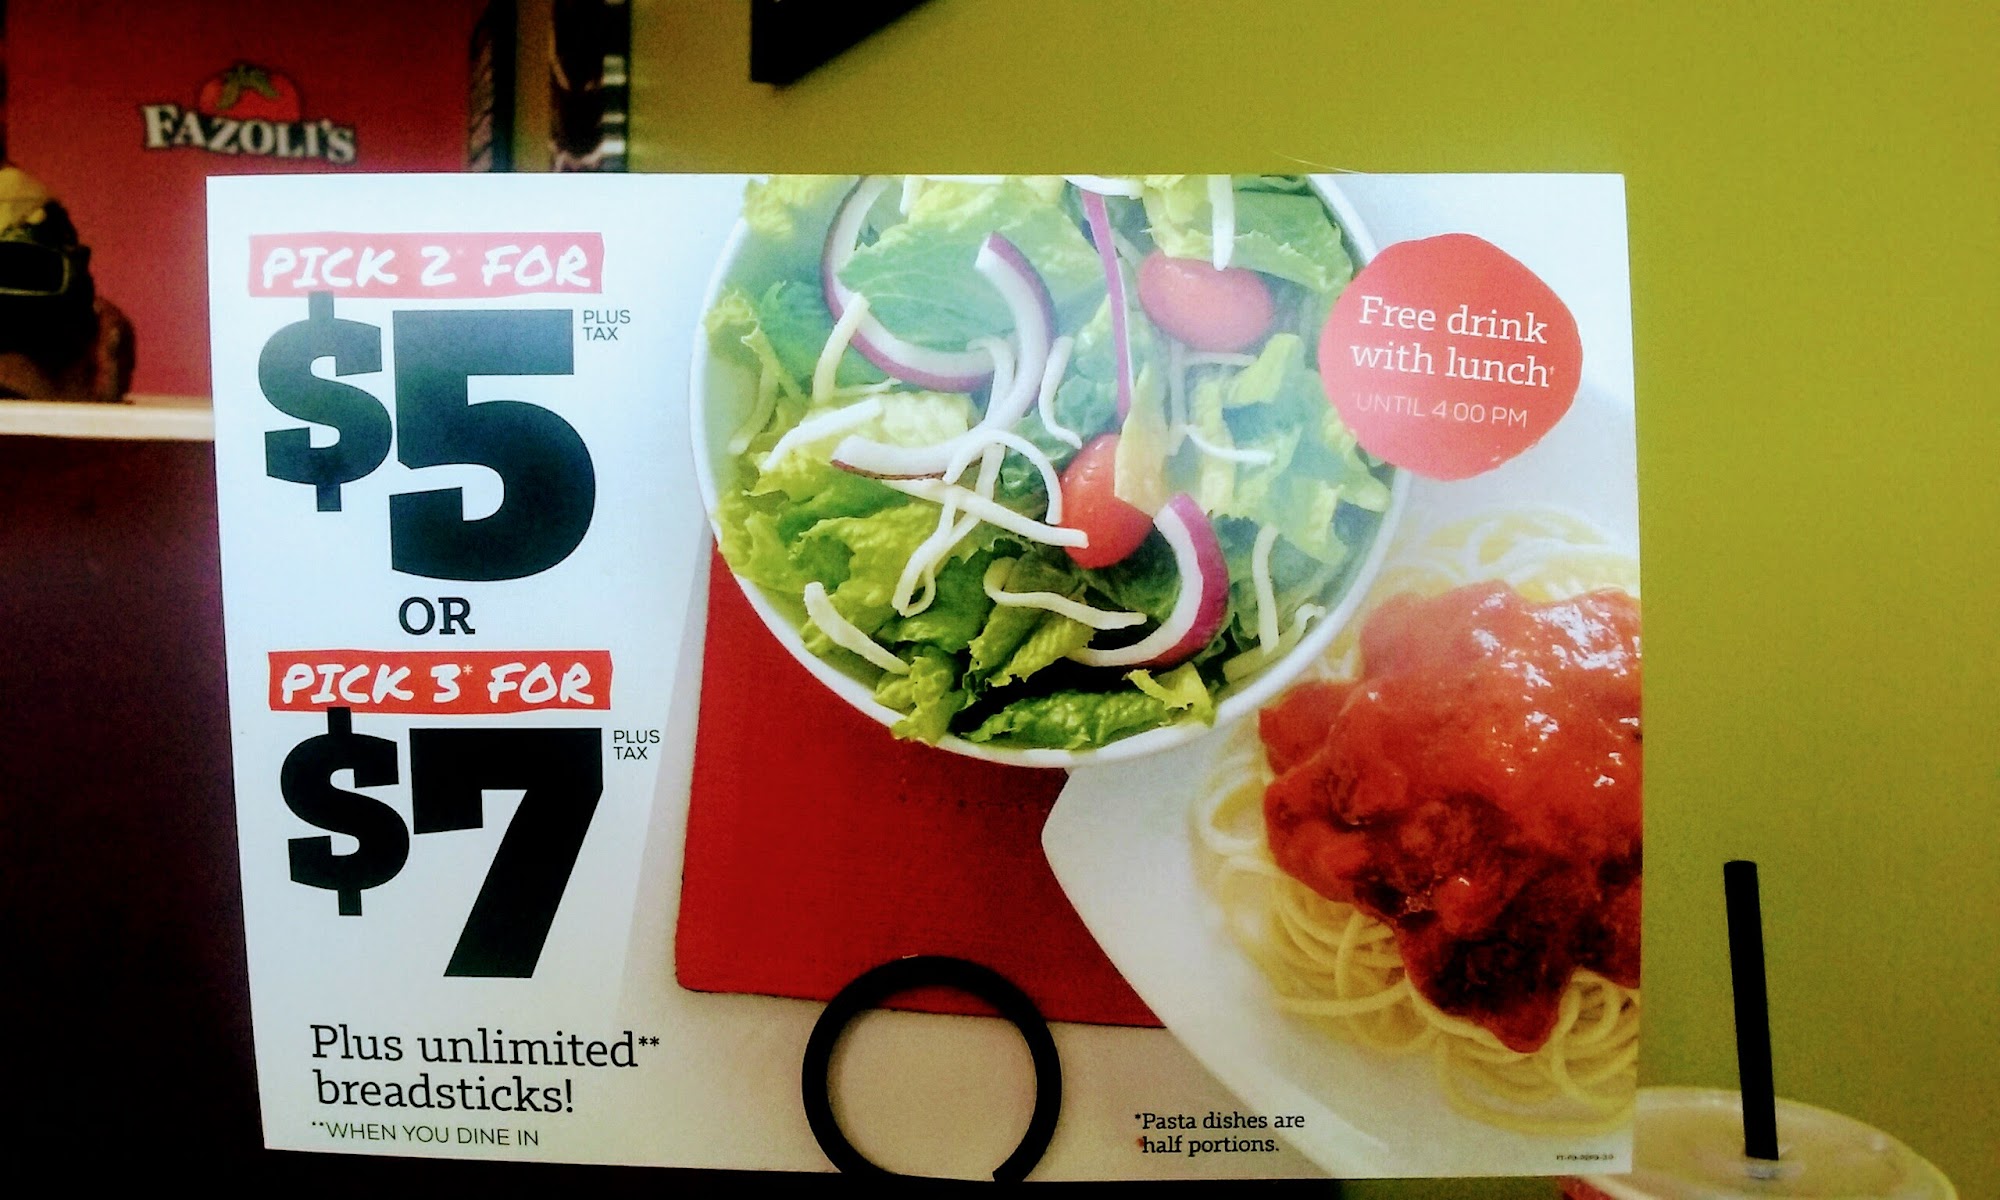 FAZOLI'S
PICK 2* FOR
$5 PLUS
TAX
OR
PICK 3* FOR
$7 PLUS
TAX
Plus unlimited**
breadsticks!
**WHEN YOU DINE IN
Free drink
with lunch†
UNTIL 4:00 PM
*Pasta dishes are
half portions.